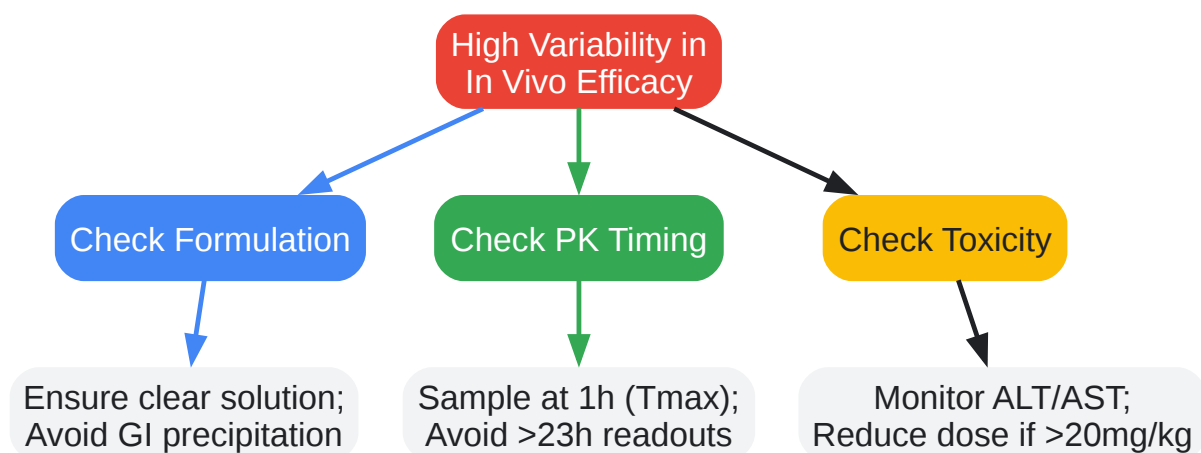 High Variability in
In Vivo Efficacy
Check Formulation
Check PK Timing
Check Toxicity
Ensure clear solution;
Avoid GI precipitation
Sample at 1h (Tmax);
Avoid >23h readouts
Monitor ALT/AST;
Reduce dose if >20mg/kg